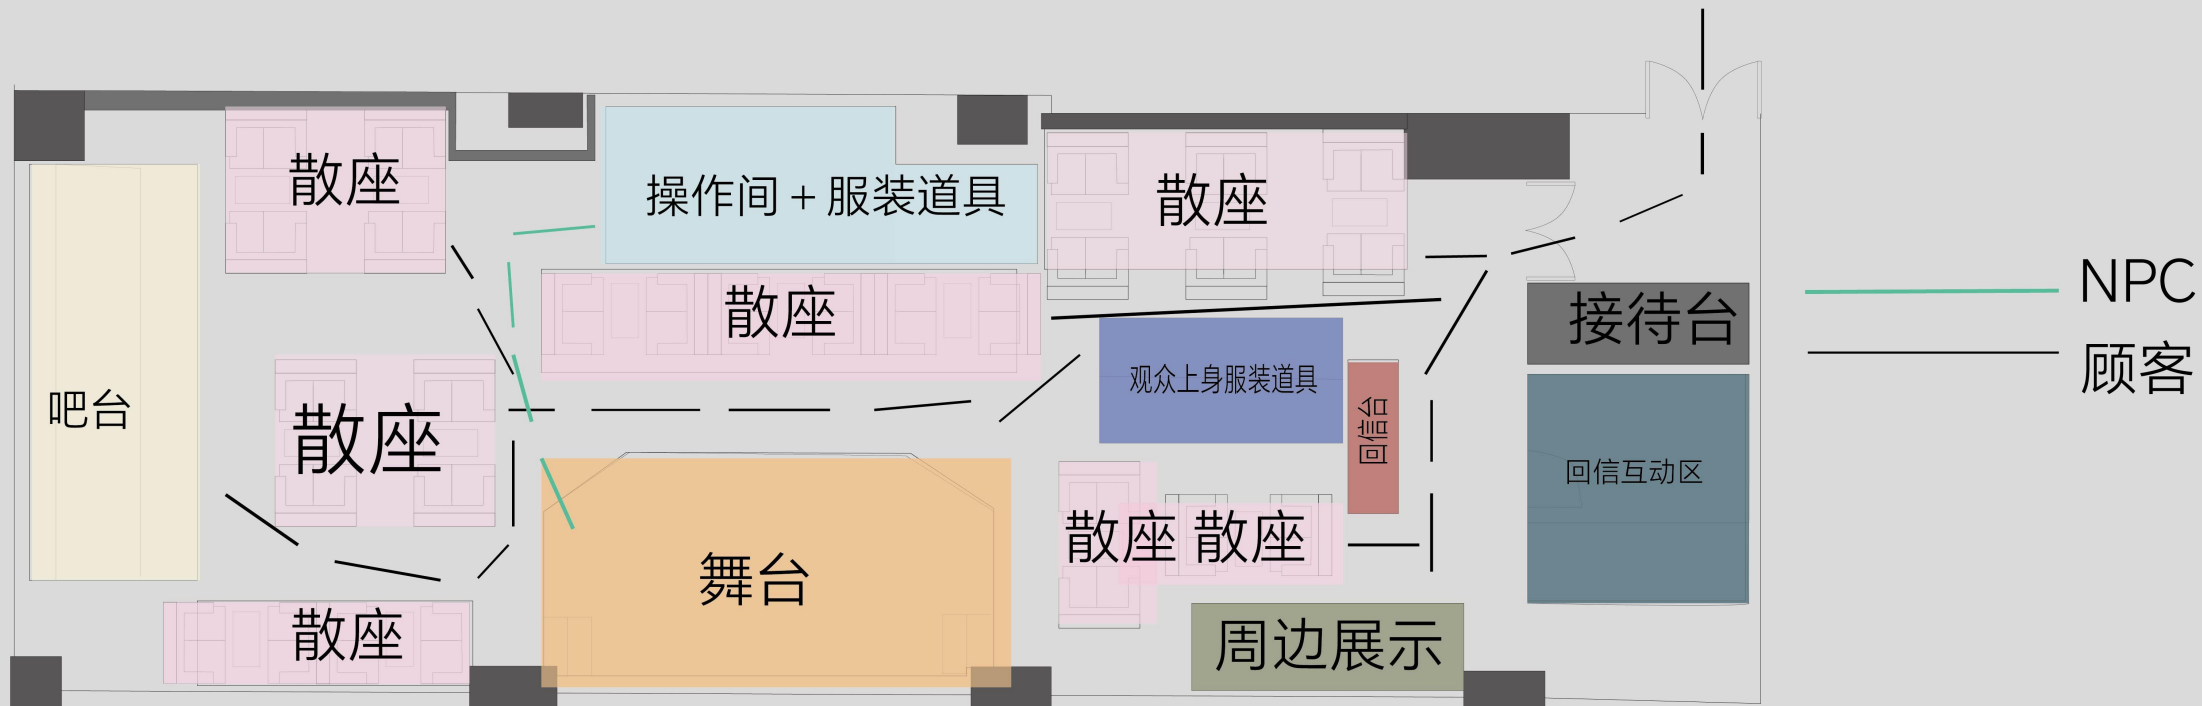 散座
操作间 + 服装道具
散座
散座
接待台
NPC
顾客
吧台
散座
观众上身服装道具
回信台
回信互动区
散座 散座
舞台
散座
周边展示